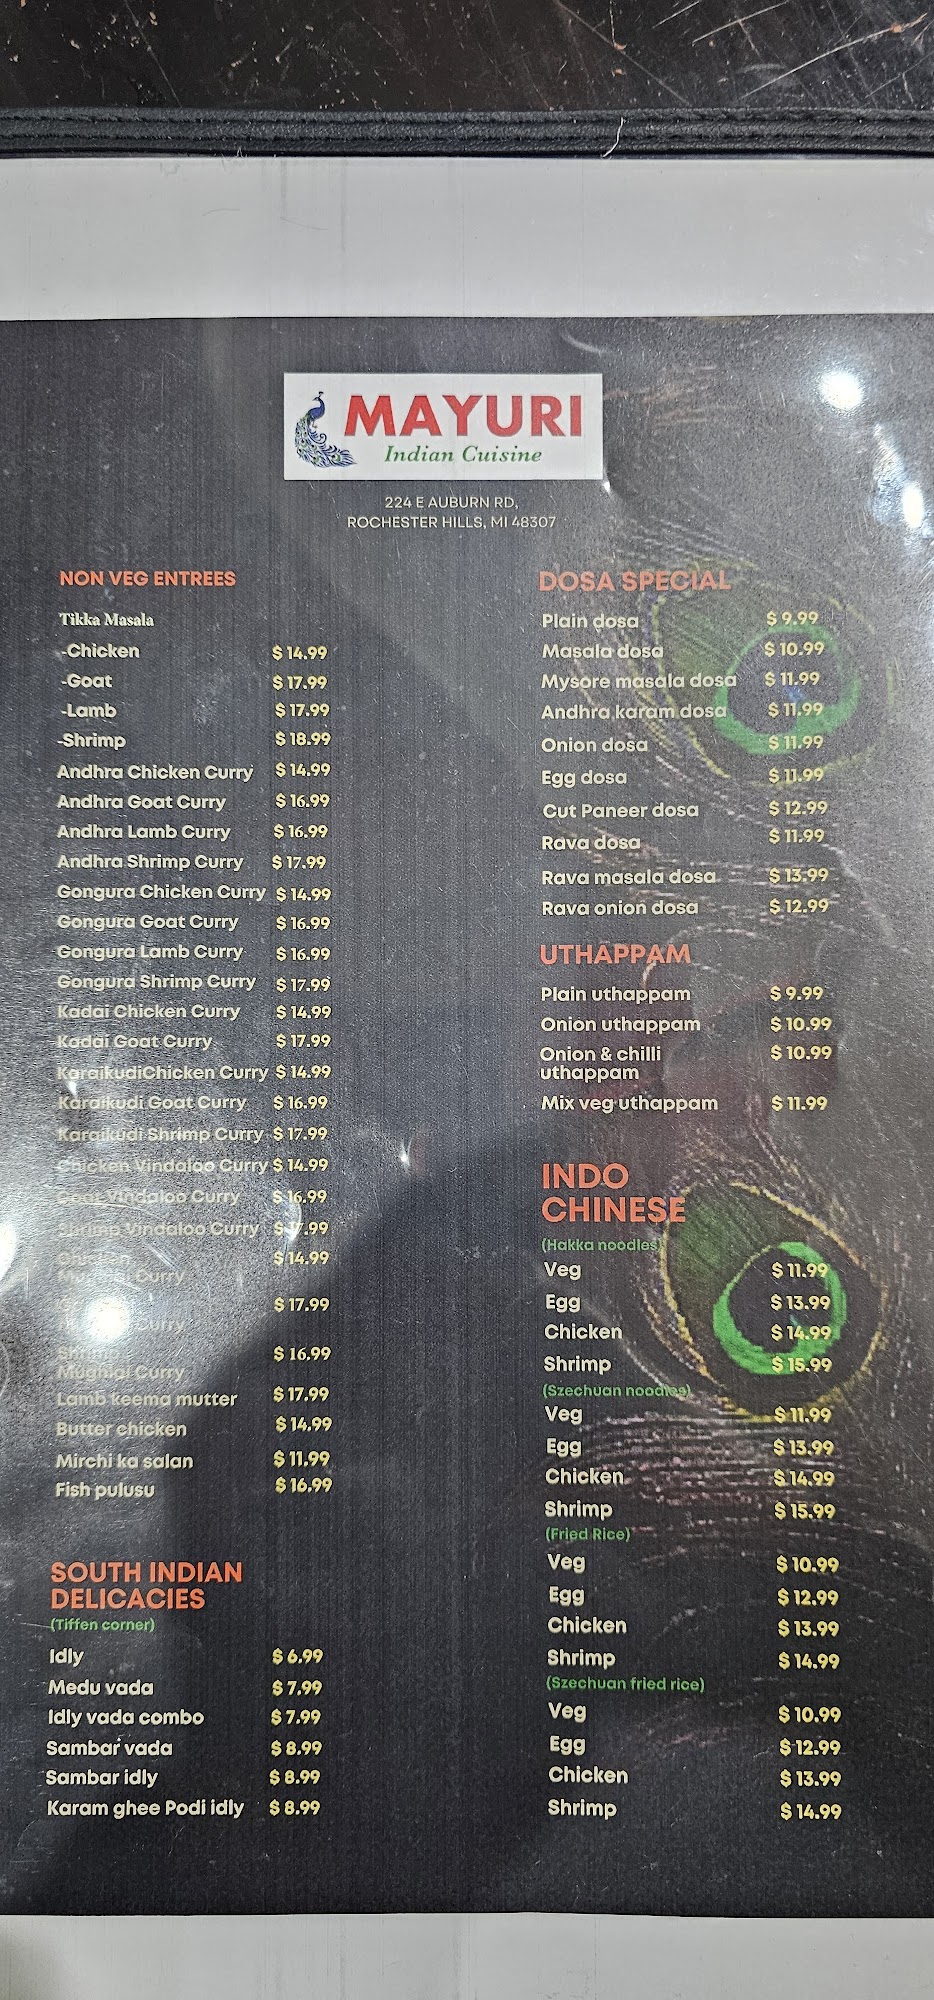 MAYURI
Indian Cuisine
224 E AUBURN RD,
ROCHESTER HILLS, MI 48307
NON VEG ENTREES
Tikka Masala
-Chicken $ 14.99
-Goat $ 17.99
-Lamb $ 17.99
-Shrimp $ 18.99
Andhra Chicken Curry $ 14.99
Andhra Goat Curry $ 16.99
Andhra Lamb Curry $ 16.99
Andhra Shrimp Curry $ 17.99
Gongura Chicken Curry $ 14.99
Gongura Goat Curry $ 16.99
Gongura Lamb Curry $ 16.99
Gongura Shrimp Curry $ 17.99
Kadai Chicken Curry $ 14.99
Kadai Goat Curry $ 17.99
KaraikudiChicken Curry $ 14.99
Karaikudi Goat Curry $ 16.99
Karaikudi Shrimp Curry $ 17.99
Chicken Vindaloo Curry $ 14.99
Goat Vindaloo Curry $ 16.99
Shrimp Vindaloo Curry $ 17.99
$ 14.99
Curry
$ 17.99
Curry
$ 16.99
Mughlai Curry
Lamb keema mutter $ 17.99
Butter chicken $ 14.99
Mirchi ka salan $ 11.99
Fish pulusu $ 16.99
SOUTH INDIAN
DELICACIES
(Tiffen corner)
Idly $ 6.99
Medu vada $ 7.99
Idly vada combo $ 7.99
Sambar vada $ 8.99
Sambar idly $ 8.99
Karam ghee Podi idly $ 8.99
DOSA SPECIAL
Plain dosa $ 9.99
Masala dosa $ 10.99
Mysore masala dosa $ 11.99
Andhra karam dosa $ 11.99
Onion dosa $ 11.99
Egg dosa $ 11.99
Cut Paneer dosa $ 12.99
Rava dosa $ 11.99
Rava masala dosa $ 13.99
Rava onion dosa $ 12.99
UTHAPPAM
Plain uthappam $ 9.99
Onion uthappam $ 10.99
Onion & chilli $ 10.99
uthappam
Mix veg uthappam $ 11.99
INDO
CHINESE
(Hakka noodles)
Veg $ 11.99
Egg $ 13.99
Chicken $ 14.99
Shrimp $ 15.99
(Szechuan noodles)
Veg $ 11.99
Egg $ 13.99
Chicken $ 14.99
Shrimp $ 15.99
(Fried Rice)
Veg $ 10.99
Egg $ 12.99
Chicken $ 13.99
Shrimp $ 14.99
(Szechuan fried rice)
Veg $ 10.99
Egg $ 12.99
Chicken $ 13.99
Shrimp $ 14.99